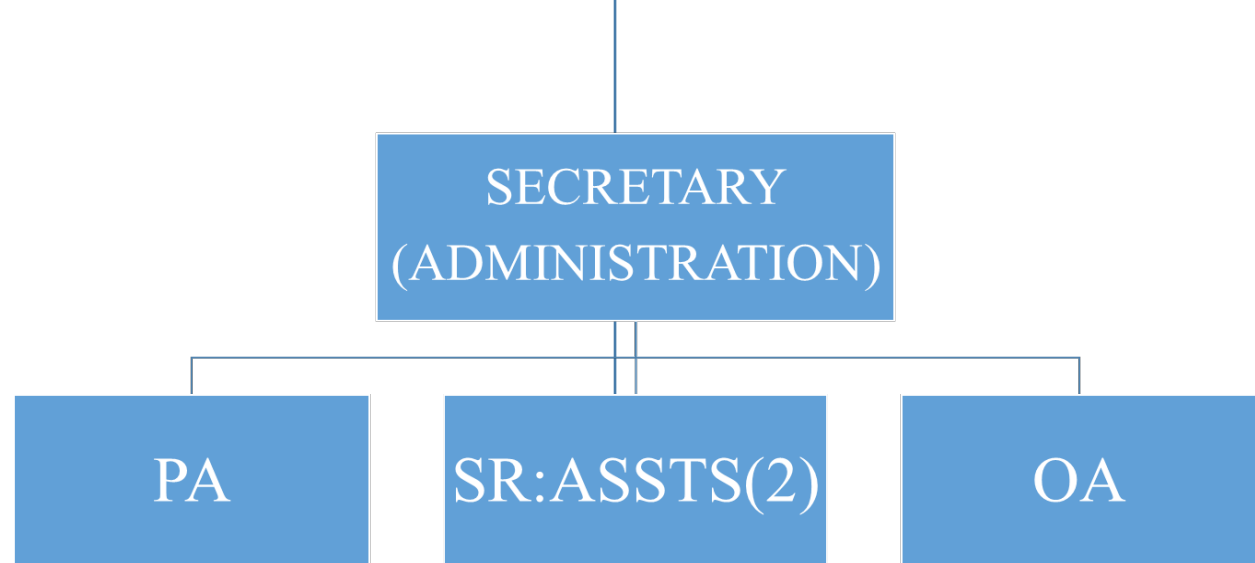 SECRETARY
(ADMINISTRATION)
PA
SR:ASSTS(2)
OA